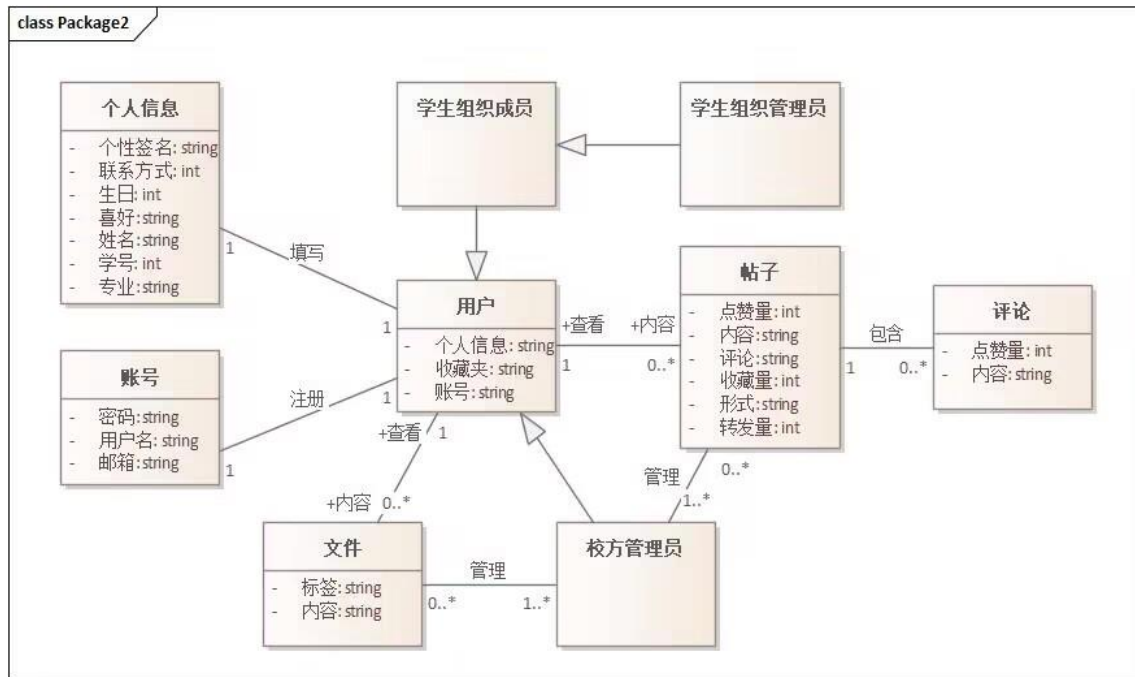 class Package2
个人信息
- 个性签名: string
- 联系方式: int
- 生日: int
- 喜好: string
- 姓名: string
- 学号: int
- 专业: string
学生组织成员
学生组织管理员
1
填写
1
用户
- 个人信息: string
- 收藏夹: string
- 账号: string
+查看
+内容
1
0..*
帖子
- 点赞量: int
- 内容: string
- 评论: string
- 收藏量: int
- 形式: string
- 转发量: int
包含
1
0..*
评论
- 点赞量: int
- 内容: string
账号
- 密码: string
- 用户名: string
- 邮箱: string
注册
1
1
+查看
1
+内容
0..*
管理
0..*
1..*
文件
- 标签: string
- 内容: string
管理
0..*
1..*
校方管理员